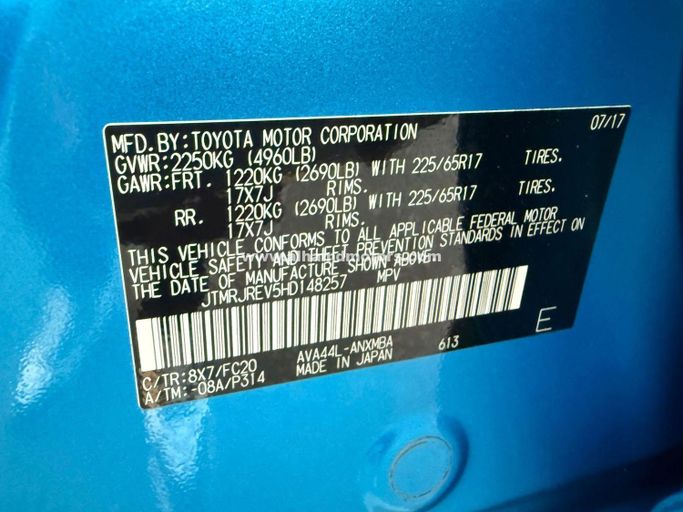 MFD.BY:TOYOTA MOTOR CORPORATION 07/17
GVWR:2250KG (4960LB)
GAWR:FRT. 1220KG (2690LB) WITH 225/65R17 TIRES.
17X7J RIMS.
RR. 1220KG (2690LB) WITH 225/65R17 TIRES.
17X7J RIMS.
THIS VEHICLE CONFORMS TO ALL APPLICABLE FEDERAL MOTOR
VEHICLE SAFETY AND THEFT PREVENTION STANDARDS IN EFFECT ON
THE DATE OF MANUFACTURE SHOWN ABOVE.
JTMRJREV5HD148257 MPV
E
C/TR:8X7/FC20 AVA44L-ANXMBA 613
A/TM:-08A/P314 MADE IN JAPAN